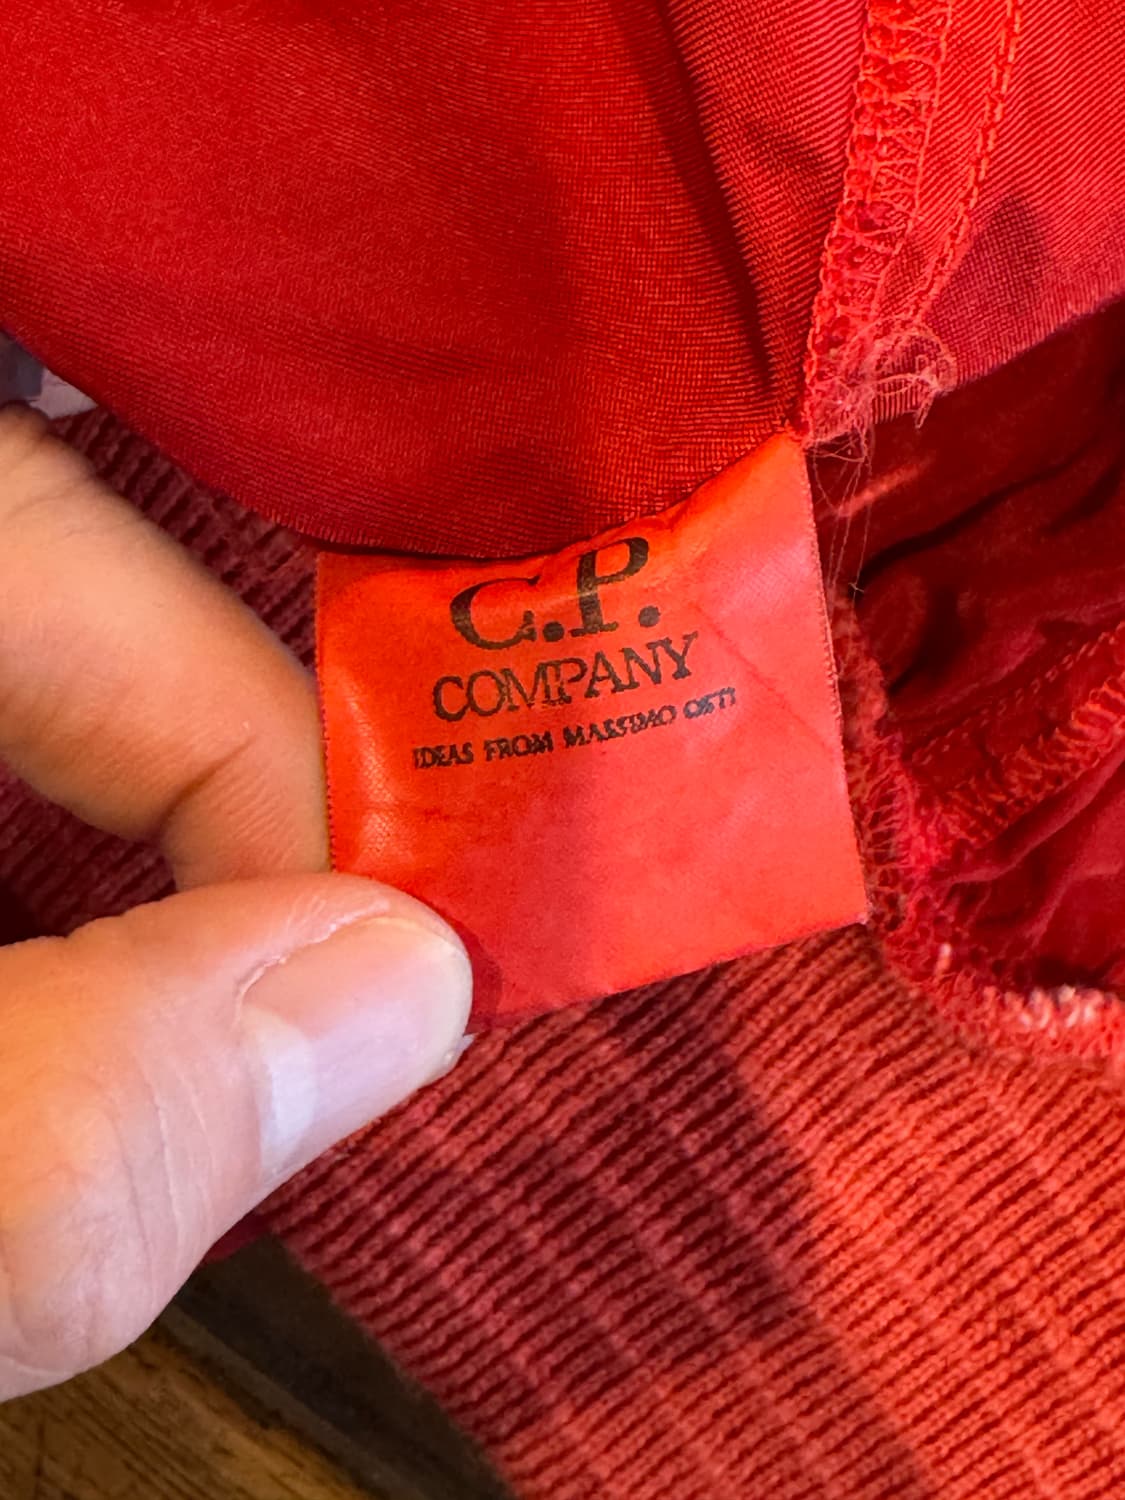 C.P.
COMPANY
IDEAS FROM MASSIMO OSTI